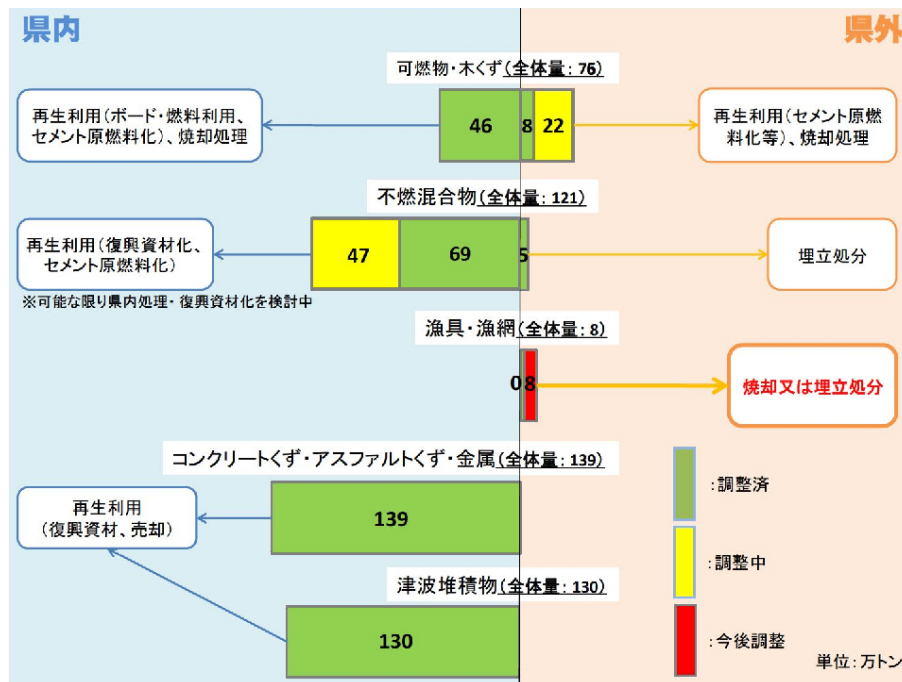 県内
県外
可燃物・木くず(全体量：76)
再生利用(ボード・燃料利用、
セメント原燃料化)、焼却処理
46
8
22
再生利用(セメント原燃
料化等)、焼却処理
不燃混合物(全体量：121)
再生利用(復興資材化、
セメント原燃料化)
47
69
5
埋立処分
※可能な限り県内処理・復興資材化を検討中
漁具・漁網(全体量：8)
0
8
焼却又は埋立処分
コンクリートくず・アスファルトくず・金属(全体量：139)
再生利用
(復興資材、売却)
139
：調整済
：調整中
津波堆積物(全体量：130)
130
：今後調整
単位：万トン